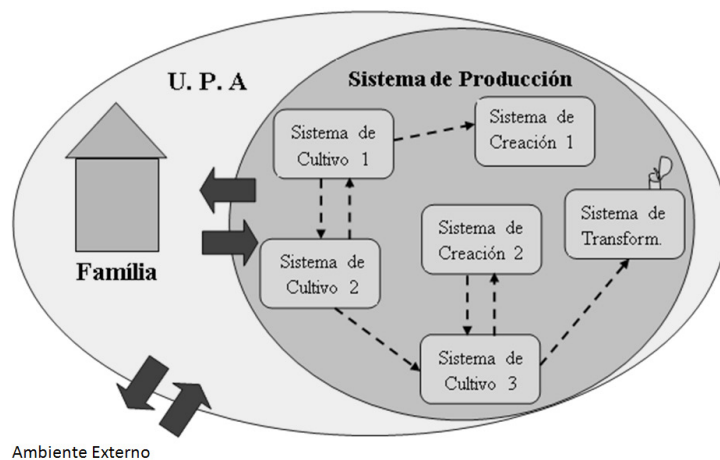 U. P. A
Sistema de Producción
Sistema de
Cultivo 1
Sistema de
Creación 1
Sistema de
Transform.
Sistema de
Creación 2
Família
Sistema de
Cultivo 2
Sistema de
Cultivo 3
Ambiente Externo